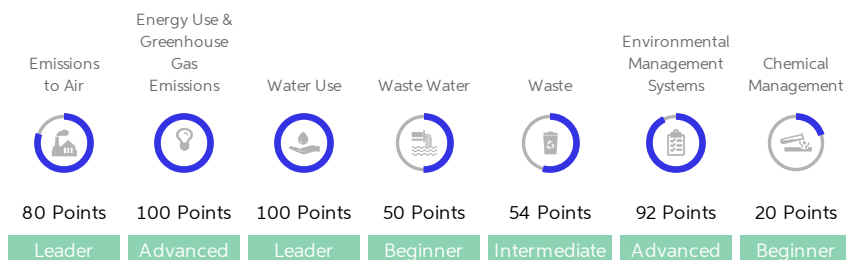 Emissions
to Air
Energy Use &
Greenhouse
Gas
Emissions
Water Use
Waste Water
Waste
Environmental
Management
Systems
Chemical
Management
80 Points
100 Points
100 Points
50 Points
54 Points
92 Points
20 Points
Leader
Advanced
Leader
Beginner
Intermediate
Advanced
Beginner